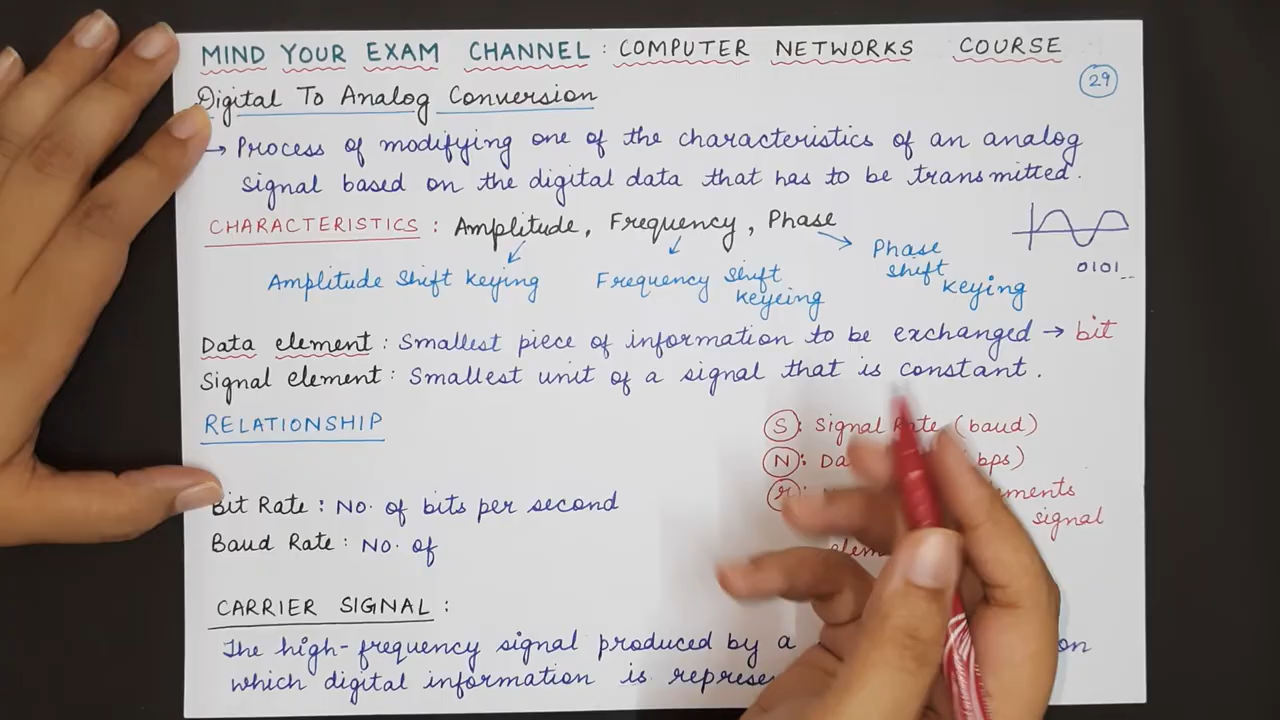 MIND YOUR EXAM CHANNEL : COMPUTER NETWORKS COURSE
29
Digital To Analog Conversion
→ Process of modifying one of the characteristics of an analog
signal based on the digital data that has to be transmitted.
CHARACTERISTICS : Amplitude, Frequency, Phase
Amplitude Shift Keying
Frequency Shift
Keyeing
Phase
Shift
Keying
0101--
Data element : Smallest piece of information to be exchanged → bit
Signal element : Smallest unit of a signal that is constant.
RELATIONSHIP
S : Signal Rate (baud)
N : bps)
r :
signal
Bit Rate : No. of bits per second
Baud Rate : No. of
CARRIER SIGNAL :
The high-frequency signal produced by a
which digital information is